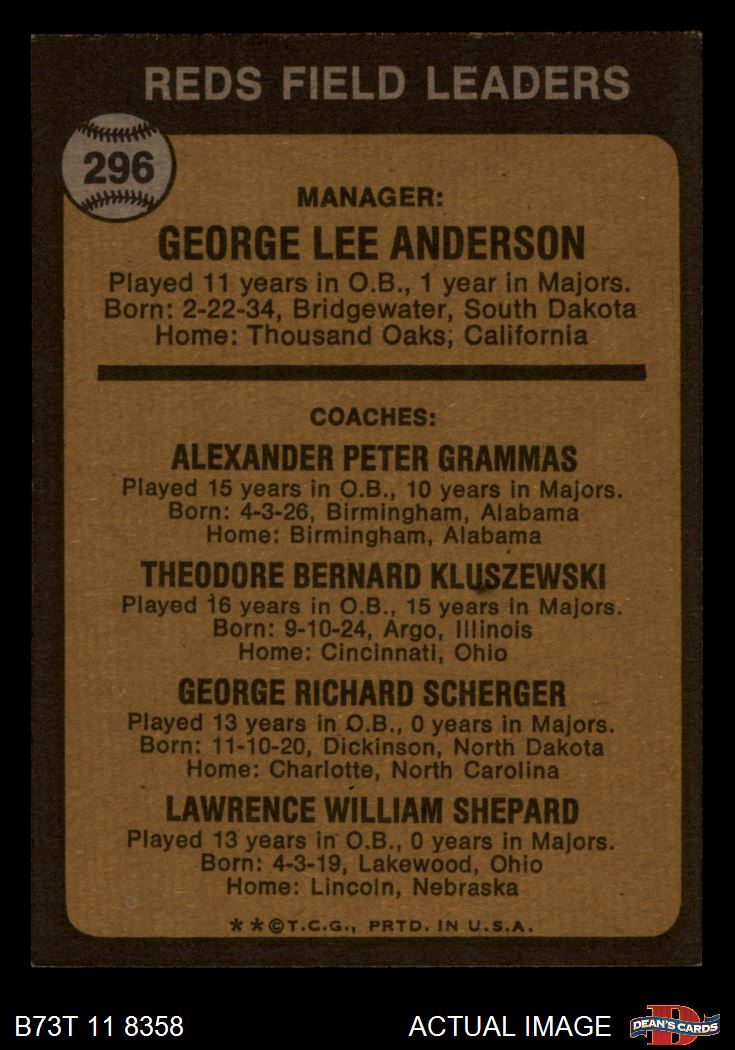 REDS FIELD LEADERS
296
MANAGER:
GEORGE LEE ANDERSON
Played 11 years in O.B., 1 year in Majors.
Born: 2-22-34, Bridgewater, South Dakota
Home: Thousand Oaks, California
COACHES:
ALEXANDER PETER GRAMMAS
Played 15 years in O.B., 10 years in Majors.
Born: 4-3-26, Birmingham, Alabama
Home: Birmingham, Alabama
THEODORE BERNARD KLUSZEWSKI
Played 16 years in O.B., 15 years in Majors.
Born: 9-10-24, Argo, Illinois
Home: Cincinnati, Ohio
GEORGE RICHARD SCHERGER
Played 13 years in O.B., 0 years in Majors.
Born: 11-10-20, Dickinson, North Dakota
Home: Charlotte, North Carolina
LAWRENCE WILLIAM SHEPARD
Played 13 years in O.B., 0 years in Majors.
Born: 4-3-19, Lakewood, Ohio
Home: Lincoln, Nebraska
**©T.C.G., PRTD. IN U.S.A.
B73T 11 8358 ACTUAL IMAGE D DEAN'S CARDS